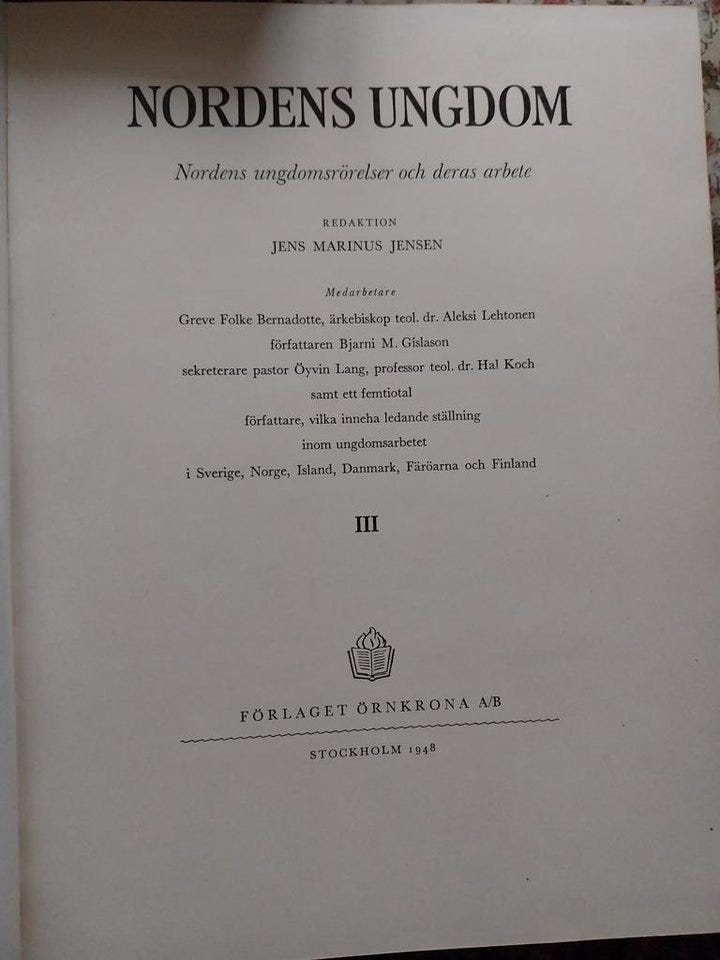 NORDENS UNGDOM
Nordens ungdomsrörelser och deras arbete
REDAKTION
JENS MARINUS JENSEN
Medarbetare
Greve Folke Bernadotte, ärkebiskop teol. dr. Aleksi Lehtonen
författaren Bjarni M. Gíslason
sekreterare pastor Öyvin Lang, professor teol. dr. Hal Koch
samt ett femtiotal
författare, vilka inneha ledande ställning
inom ungdomsarbetet
i Sverige, Norge, Island, Danmark, Färöarna och Finland
III
FÖRLAGET ÖRNKRONA A/B
STOCKHOLM 1948